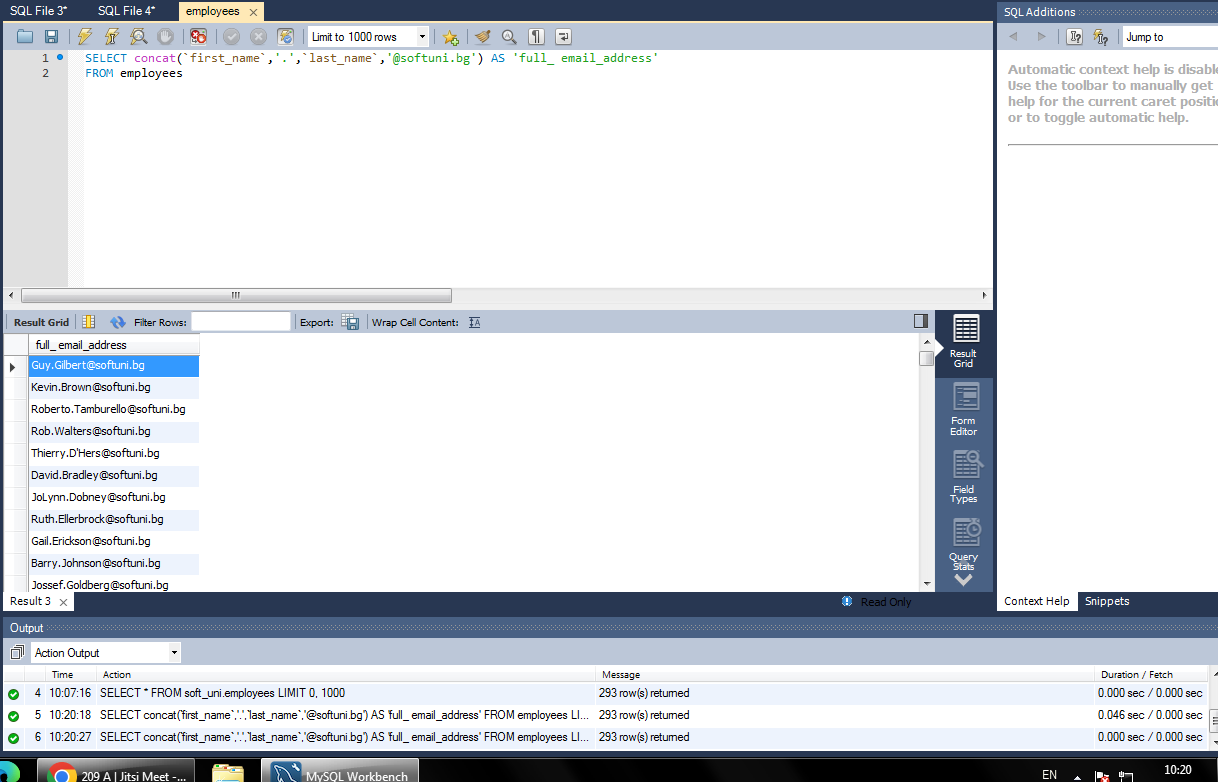 SQL File 3*
SQL File 4*
employees
SQL Additions
Limit to 1000 rows
Jump to
1 SELECT concat(`first_name`,'.',`last_name`,'@softuni.bg') AS 'full_ email_address'
2 FROM employees
Automatic context help is disable
Use the toolbar to manually get
help for the current caret positio
or to toggle automatic help.
Result Grid
Filter Rows:
Export:
Wrap Cell Content:
full_ email_address
Guy.Gilbert@softuni.bg
Kevin.Brown@softuni.bg
Roberto.Tamburello@softuni.bg
Rob.Walters@softuni.bg
Thierry.D'Hers@softuni.bg
David.Bradley@softuni.bg
JoLynn.Dobney@softuni.bg
Ruth.Ellerbrock@softuni.bg
Gail.Erickson@softuni.bg
Barry.Johnson@softuni.bg
Jossef.Goldberg@softuni.bg
Result
Grid
Form
Editor
Field
Types
Query
Stats
Result 3
Read Only
Context Help
Snippets
Output
Action Output
Time Action Message Duration / Fetch
4 10:07:16 SELECT * FROM soft_uni.employees LIMIT 0, 1000 293 row(s) returned 0.000 sec / 0.000 sec
5 10:20:18 SELECT concat(`first_name`,'.',`last_name`,'@softuni.bg') AS 'full_ email_address' FROM employees LI... 293 row(s) returned 0.046 sec / 0.000 sec
6 10:20:27 SELECT concat(`first_name`,'.',`last_name`,'@softuni.bg') AS 'full_ email_address' FROM employees LI... 293 row(s) returned 0.000 sec / 0.000 sec
209 A | Jitsi Meet -...
MySQL Workbench
EN
10:20